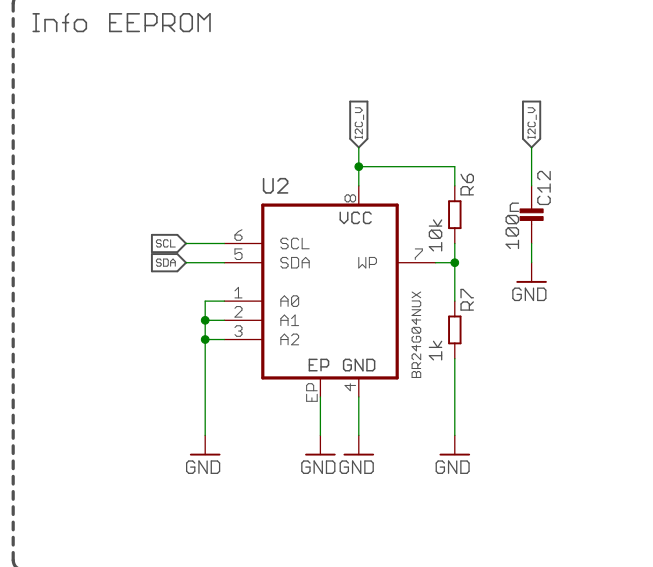 Info EEPROM
I2C_V
I2C_V
U2
8
VCC
R6
10k
C12
100n
SCL
6
SCL
SDA
5
SDA
WP
7
GND
1
A0
2
A1
3
A2
BR24G04NUX
R7
1k
EP
GND
EP
4
GND
GND
GND
GND